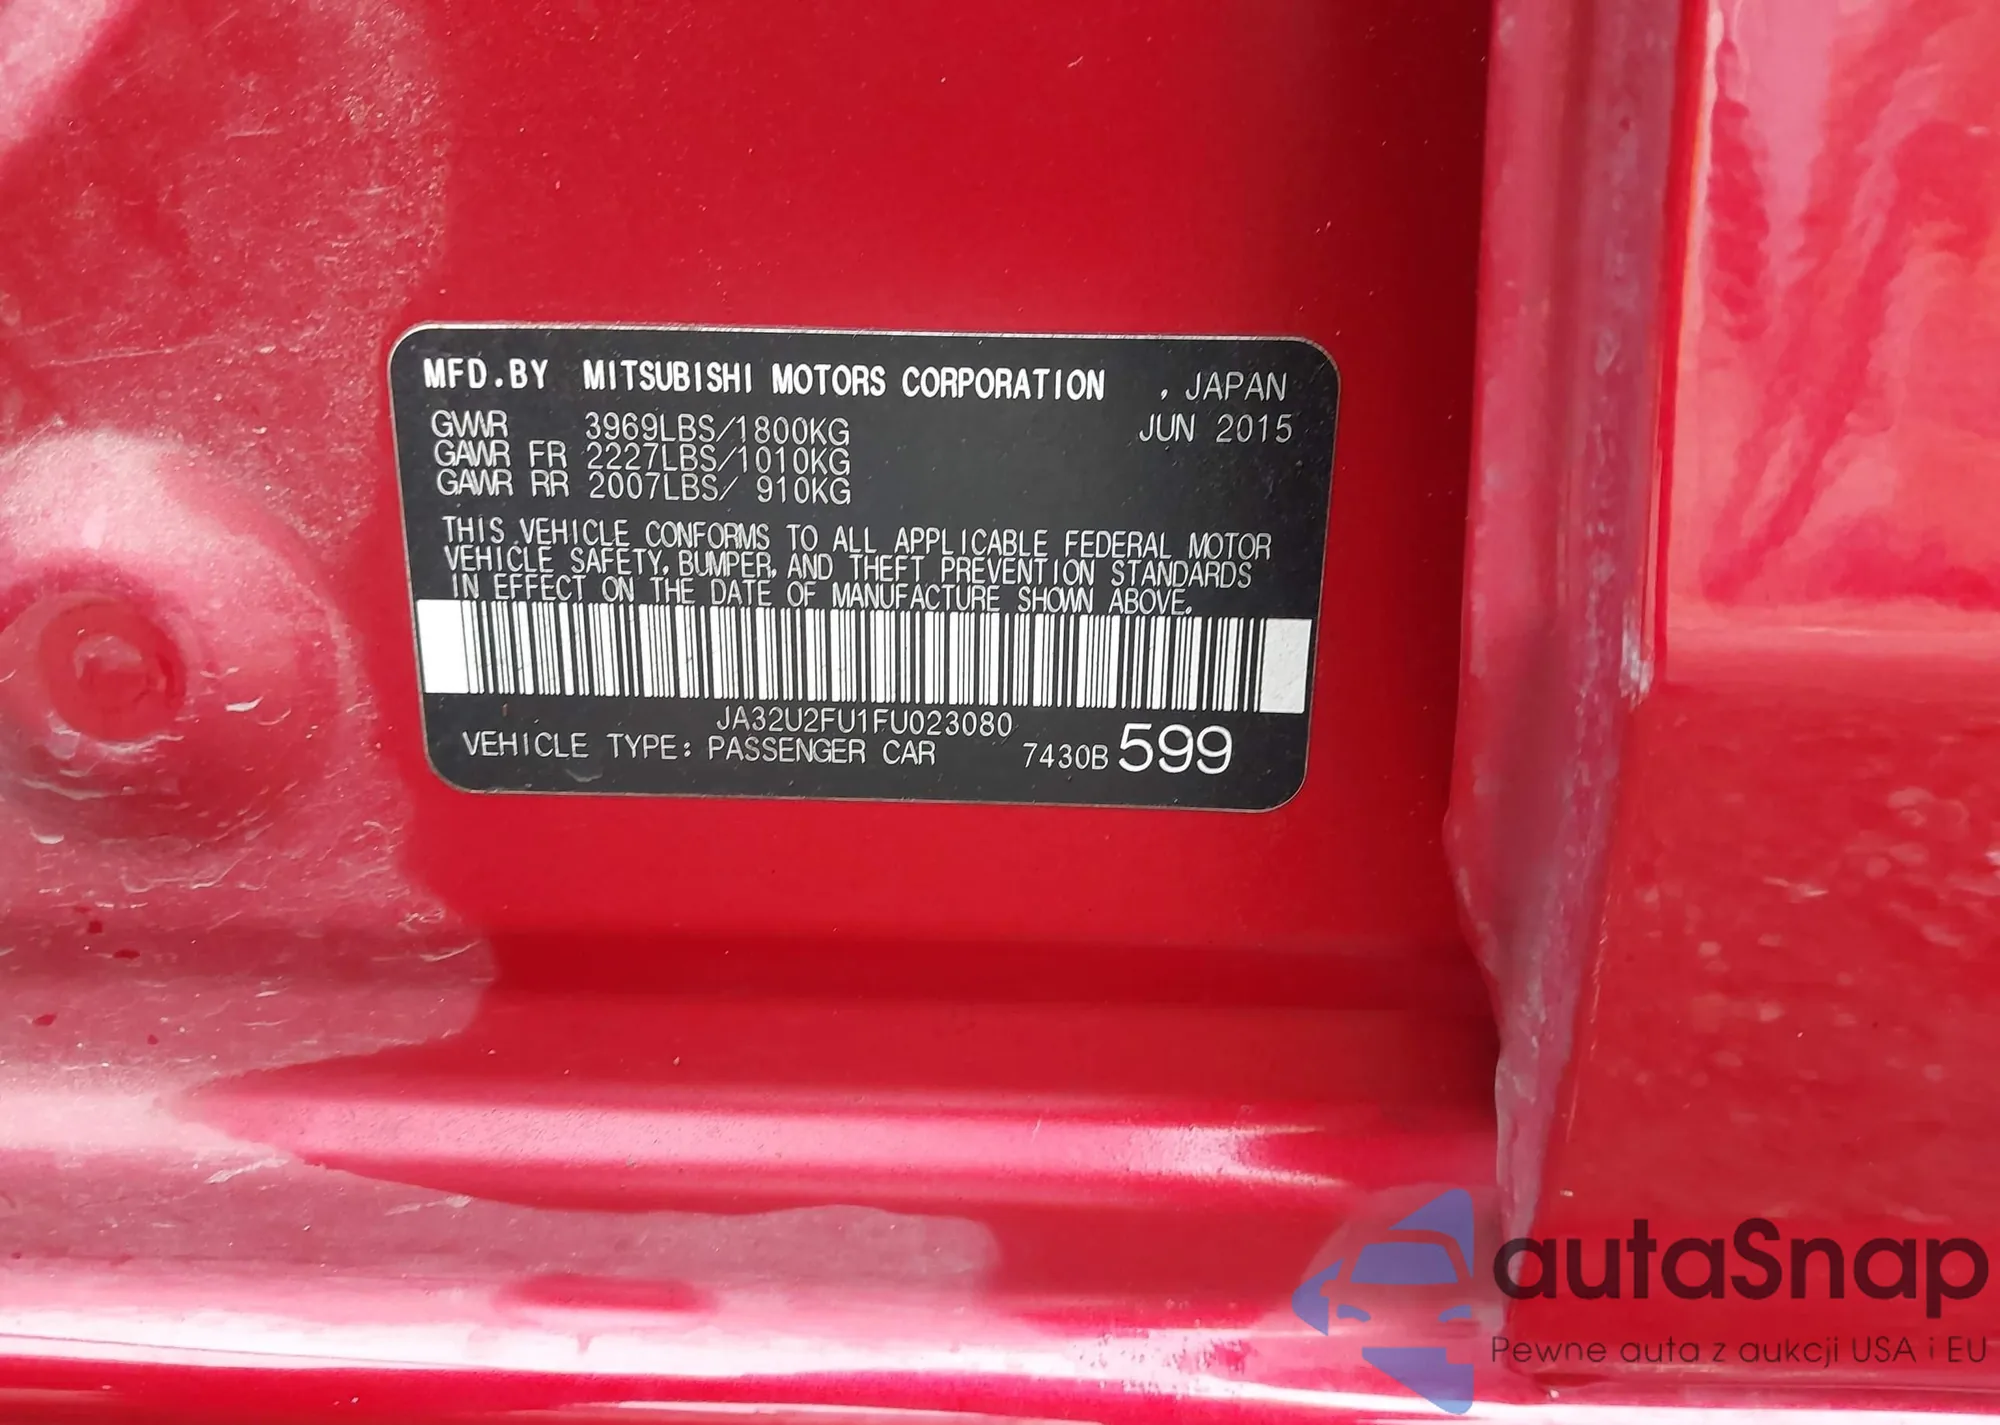 MFD.BY MITSUBISHI MOTORS CORPORATION , JAPAN
GVWR 3969LBS/1800KG JUN 2015
GAWR FR 2227LBS/1010KG
GAWR RR 2007LBS/ 910KG
THIS VEHICLE CONFORMS TO ALL APPLICABLE FEDERAL MOTOR
VEHICLE SAFETY, BUMPER, AND THEFT PREVENTION STANDARDS
IN EFFECT ON THE DATE OF MANUFACTURE SHOWN ABOVE.
JA32U2FU1FU023080
VEHICLE TYPE: PASSENGER CAR 7430B 599
autaSnap
Pewne auta z aukcji USA i EU